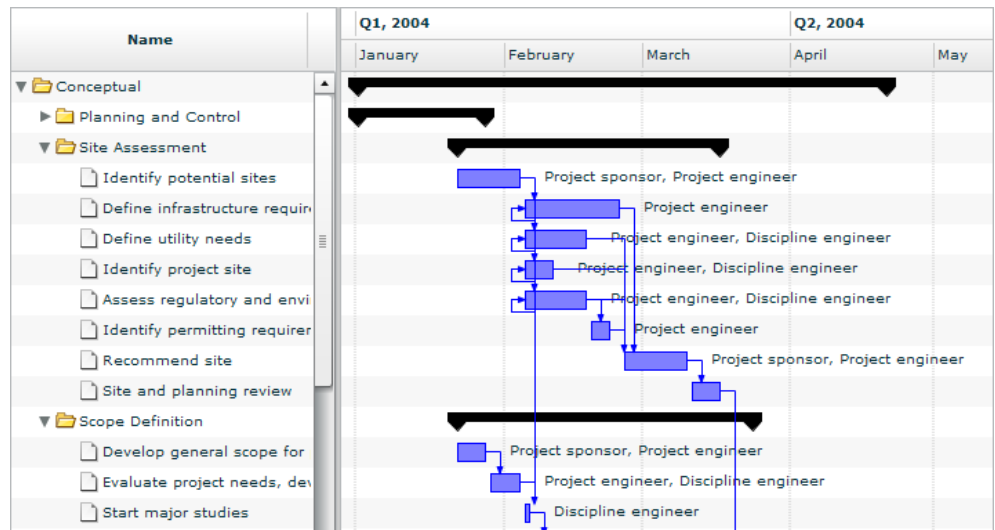 Name
Q1, 2004
Q2, 2004
January
February
March
April
May
Conceptual
Planning and Control
Site Assessment
Identify potential sites
Project sponsor, Project engineer
Define infrastructure require
Project engineer
Define utility needs
Project engineer, Discipline engineer
Identify project site
Project engineer, Discipline engineer
Assess regulatory and envi
Project engineer, Discipline engineer
Identify permitting requirer
Project engineer
Recommend site
Project sponsor, Project engineer
Site and planning review
Scope Definition
Develop general scope for
Project sponsor, Project engineer
Evaluate project needs, dev
Project engineer, Discipline engineer
Start major studies
Discipline engineer